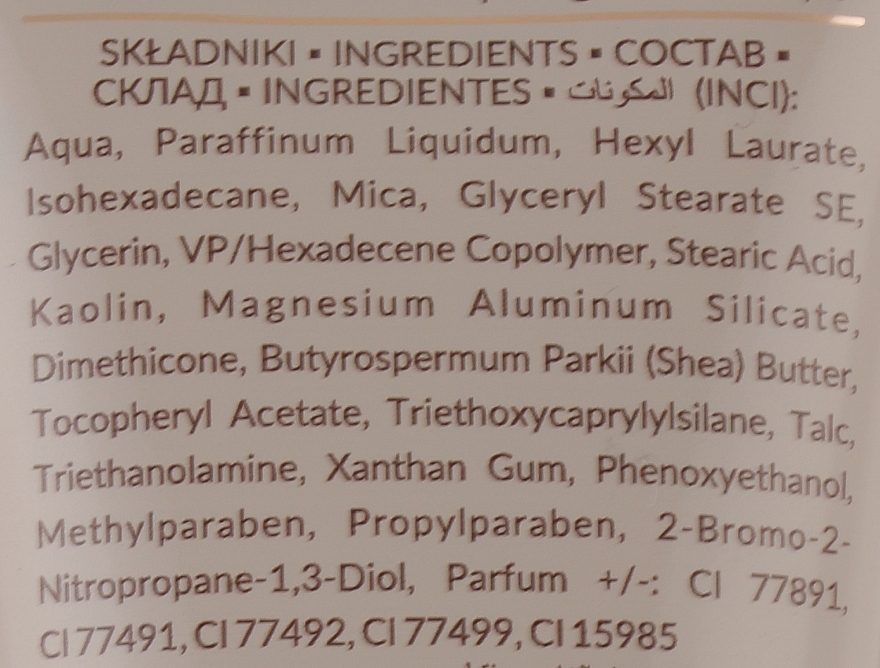 SKŁADNIKI ▪ INGREDIENTS ▪ СОСТАВ ▪
СКЛАД ▪ INGREDIENTES ▪ المكونات (INCI):
Aqua, Paraffinum Liquidum, Hexyl Laurate,
Isohexadecane, Mica, Glyceryl Stearate SE,
Glycerin, VP/Hexadecene Copolymer, Stearic Acid,
Kaolin, Magnesium Aluminum Silicate,
Dimethicone, Butyrospermum Parkii (Shea) Butter,
Tocopheryl Acetate, Triethoxycaprylylsilane, Talc,
Triethanolamine, Xanthan Gum, Phenoxyethanol,
Methylparaben, Propylparaben, 2-Bromo-2-
Nitropropane-1,3-Diol, Parfum +/-: CI 77891,
CI 77491, CI 77492, CI 77499, CI 15985